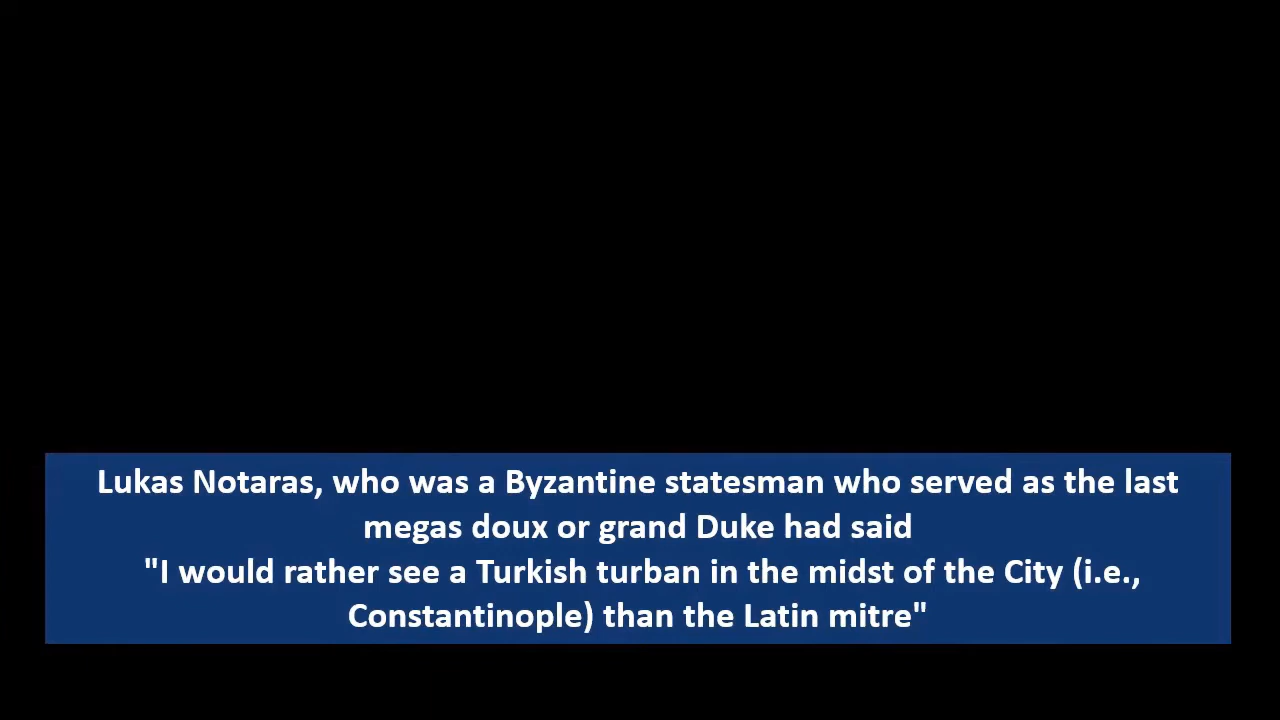 Lukas Notaras, who was a Byzantine statesman who served as the last
megas doux or grand Duke had said
"I would rather see a Turkish turban in the midst of the City (i.e.,
Constantinople) than the Latin mitre"